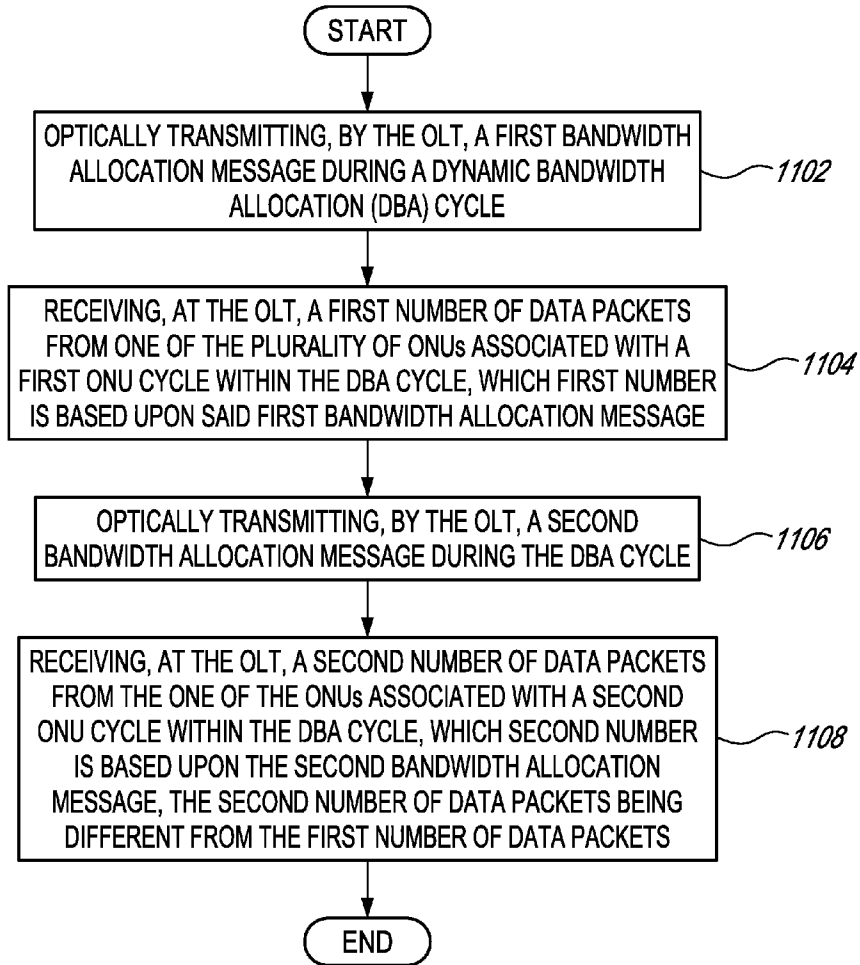 START
OPTICALLY TRANSMITTING, BY THE OLT, A FIRST BANDWIDTH
ALLOCATION MESSAGE DURING A DYNAMIC BANDWIDTH
ALLOCATION (DBA) CYCLE
1102
RECEIVING, AT THE OLT, A FIRST NUMBER OF DATA PACKETS
FROM ONE OF THE PLURALITY OF ONUs ASSOCIATED WITH A
FIRST ONU CYCLE WITHIN THE DBA CYCLE, WHICH FIRST NUMBER
IS BASED UPON SAID FIRST BANDWIDTH ALLOCATION MESSAGE
1104
OPTICALLY TRANSMITTING, BY THE OLT, A SECOND
BANDWIDTH ALLOCATION MESSAGE DURING THE DBA CYCLE
1106
RECEIVING, AT THE OLT, A SECOND NUMBER OF DATA PACKETS
FROM THE ONE OF THE ONUs ASSOCIATED WITH A SECOND
ONU CYCLE WITHIN THE DBA CYCLE, WHICH SECOND NUMBER
IS BASED UPON THE SECOND BANDWIDTH ALLOCATION
MESSAGE, THE SECOND NUMBER OF DATA PACKETS BEING
DIFFERENT FROM THE FIRST NUMBER OF DATA PACKETS
1108
END